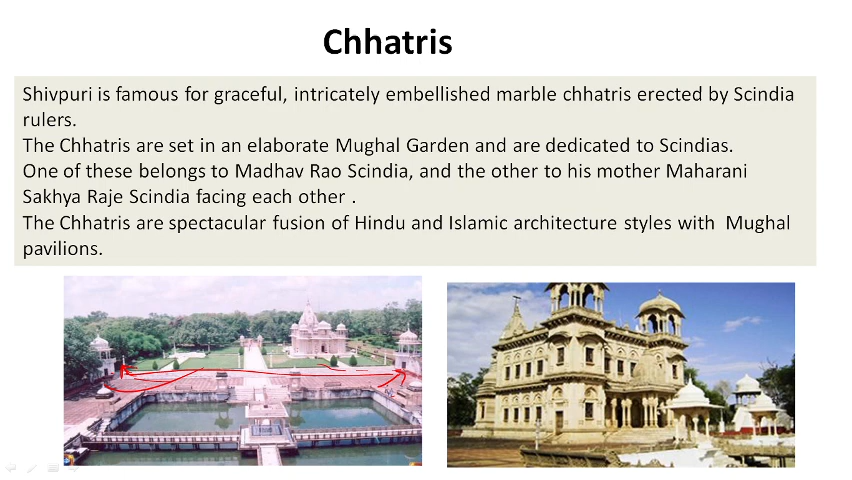 Chhatris
Shivpuri is famous for graceful, intricately embellished marble chhatris erected by Scindia
rulers.
The Chhatris are set in an elaborate Mughal Garden and are dedicated to Scindias.
One of these belongs to Madhav Rao Scindia, and the other to his mother Maharani
Sakhya Raje Scindia facing each other .
The Chhatris are spectacular fusion of Hindu and Islamic architecture styles with Mughal
pavilions.